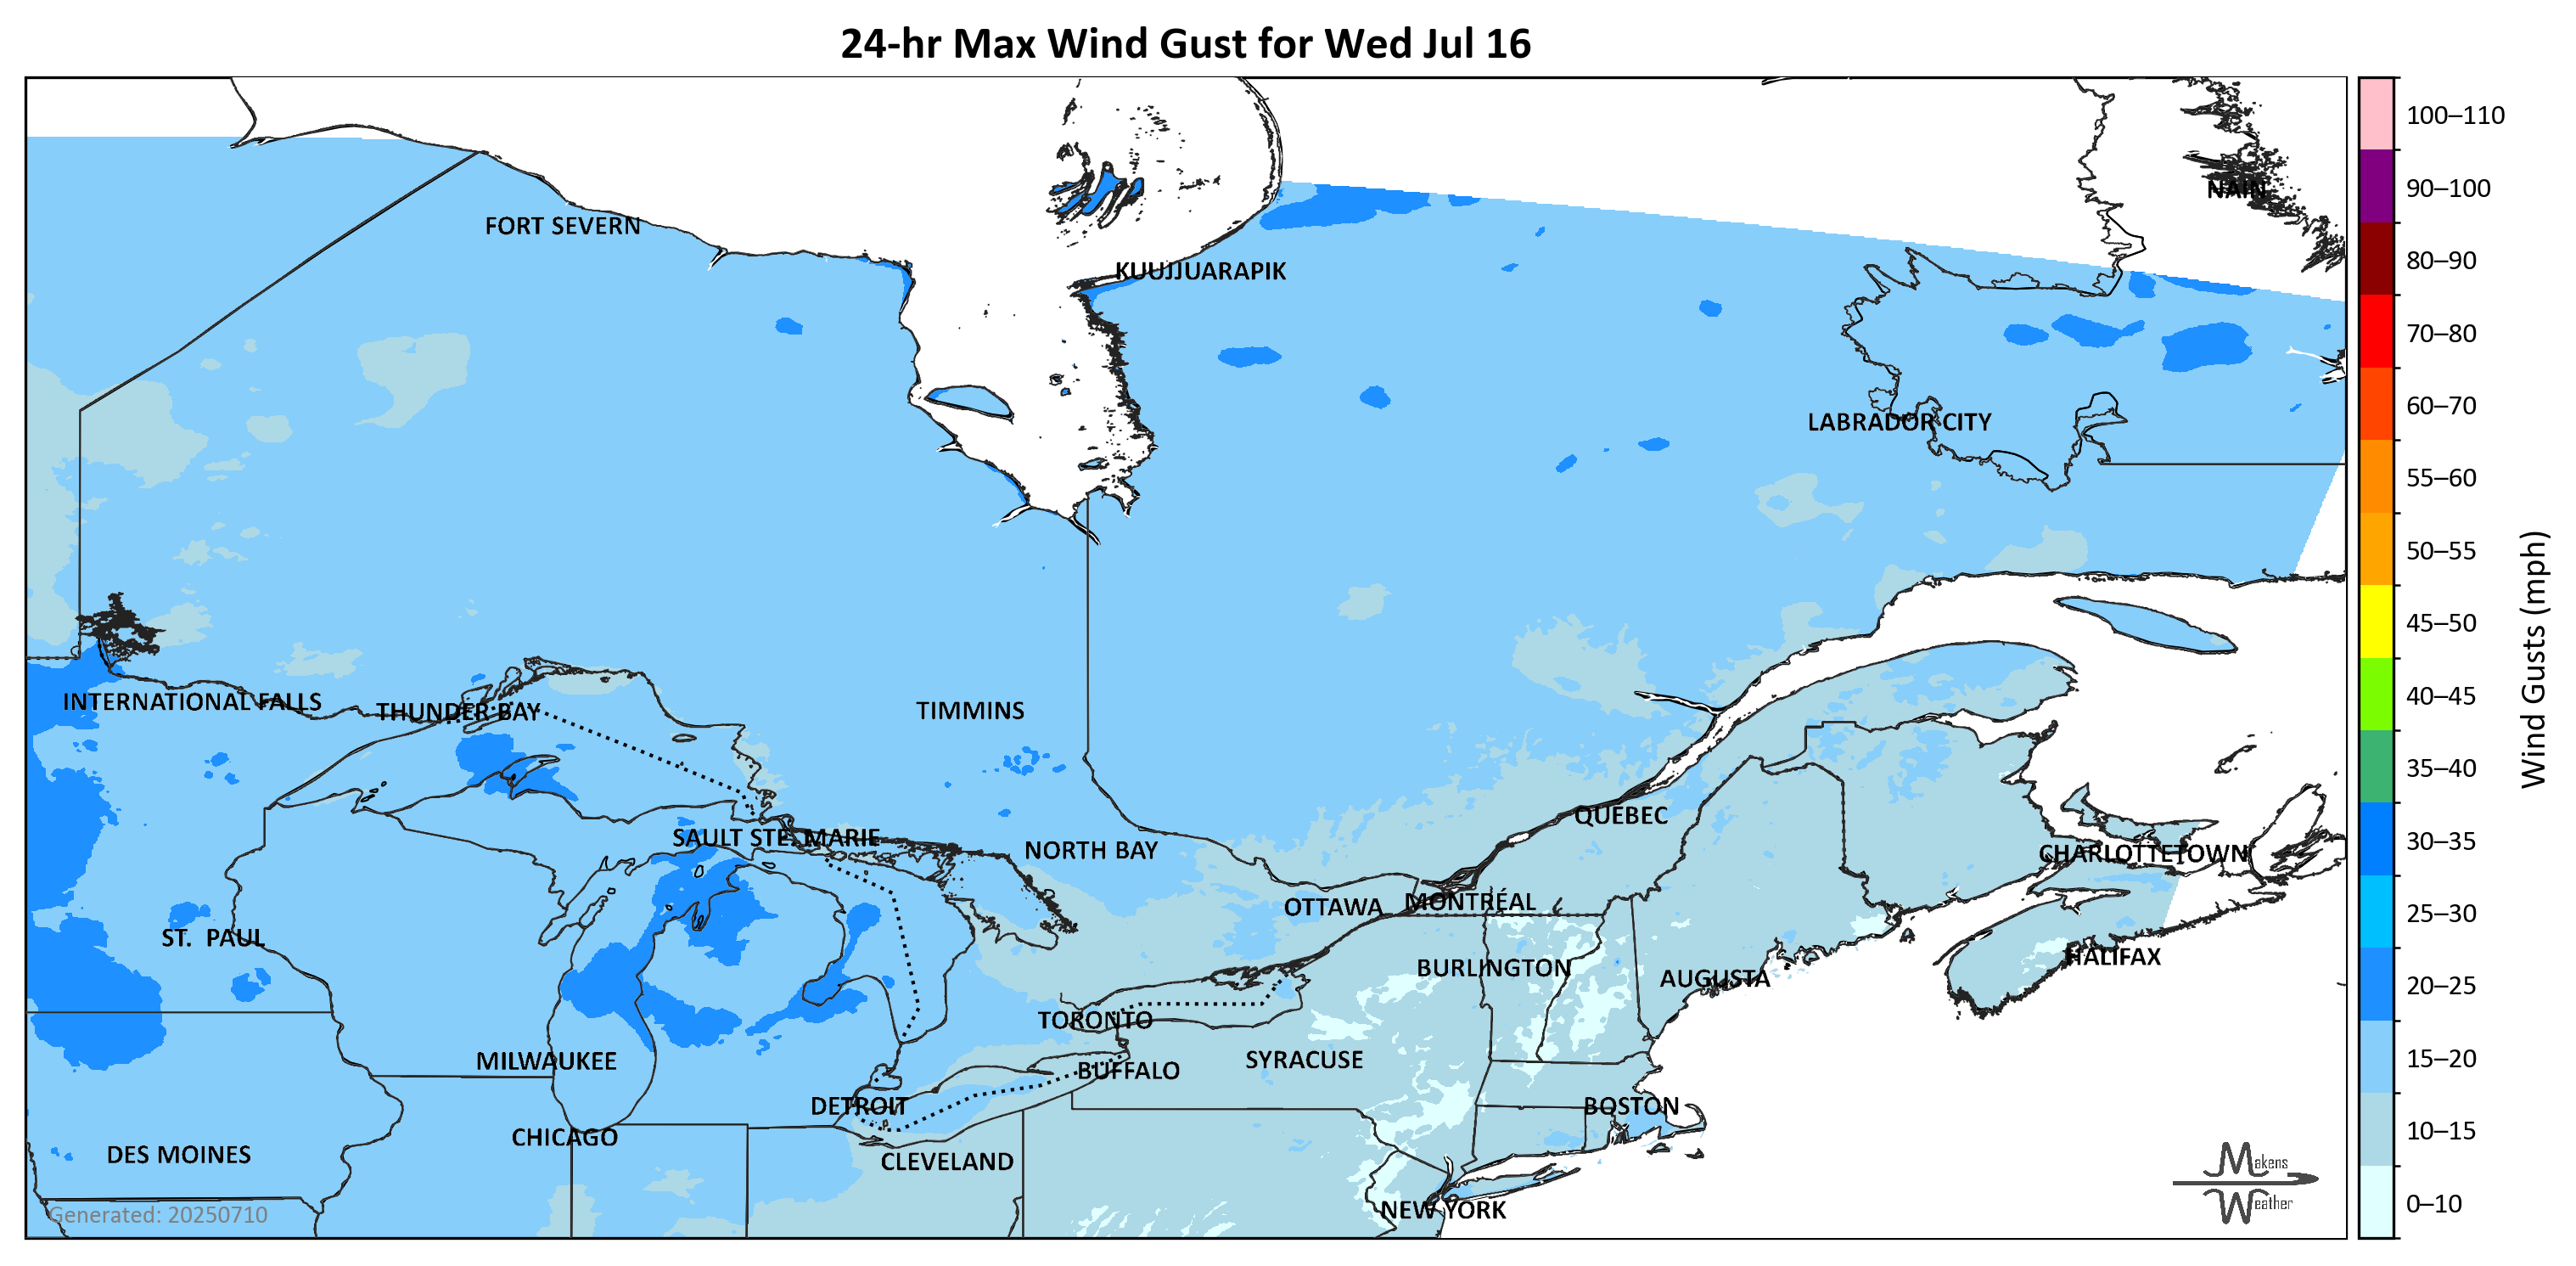 24-hr Max Wind Gust for Wed Jul 16
100–110
90–100
NAIN
FORT SEVERN
80–90
KUUJJUARAPIK
70–80
60–70
LABRADOR CITY
55–60
50–55
45–50
Wind Gusts (mph)
40–45
INTERNATIONAL FALLS
THUNDER BAY
TIMMINS
35–40
QUÉBEC
30–35
SAULT STE. MARIE
NORTH BAY
CHARLOTTETOWN
OTTAWA
MONTRÉAL
25–30
ST. PAUL
HALIFAX
BURLINGTON
AUGUSTA
20–25
TORONTO
MILWAUKEE
SYRACUSE
15–20
BUFFALO
DETROIT
BOSTON
10–15
CHICAGO
DES MOINES
CLEVELAND
Makens
Weather
0–10
NEW YORK
Generated: 20250710